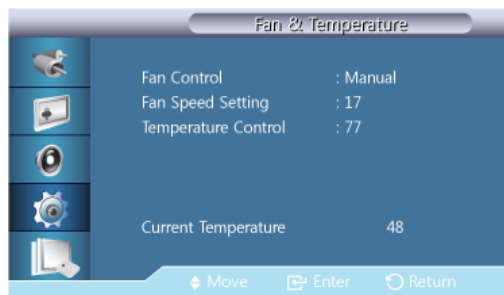 Fan & Temperature
Fan Control : Manual
Fan Speed Setting : 17
Temperature Control : 77
Current Temperature 48
Move Enter Return